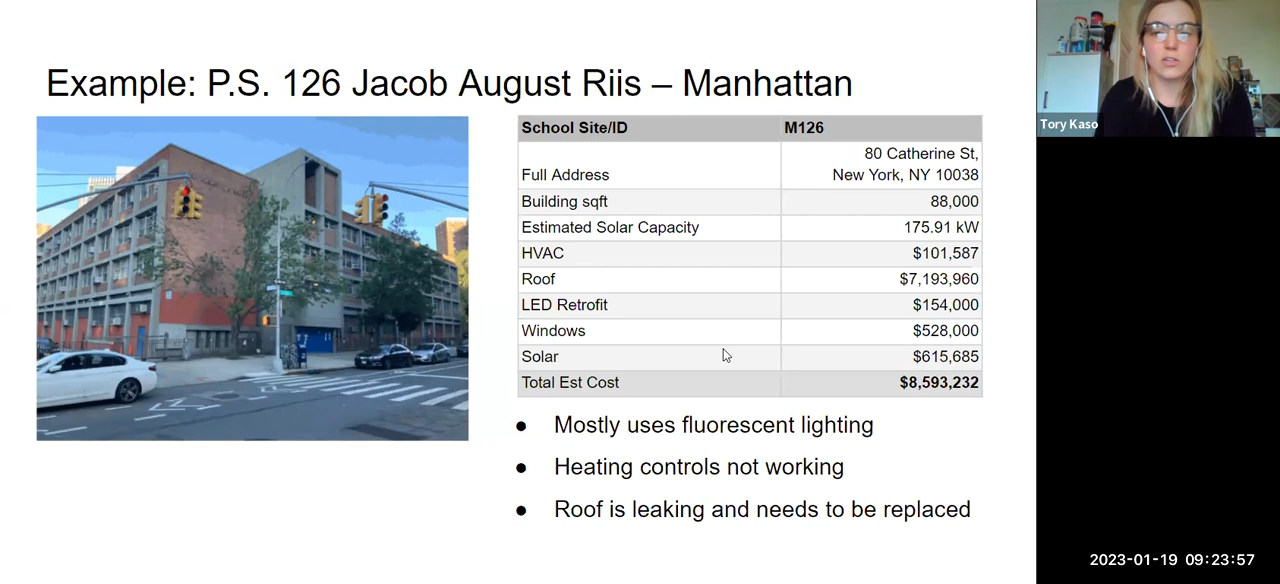 Example: P.S. 126 Jacob August Riis – Manhattan
School Site/ID M126
Full Address 80 Catherine St,
New York, NY 10038
Building sqft 88,000
Estimated Solar Capacity 175.91 kW
HVAC $101,587
Roof $7,193,960
LED Retrofit $154,000
Windows $528,000
Solar $615,685
Total Est Cost $8,593,232
● Mostly uses fluorescent lighting
● Heating controls not working
● Roof is leaking and needs to be replaced
Tory Kaso
2023-01-19 09:23:57